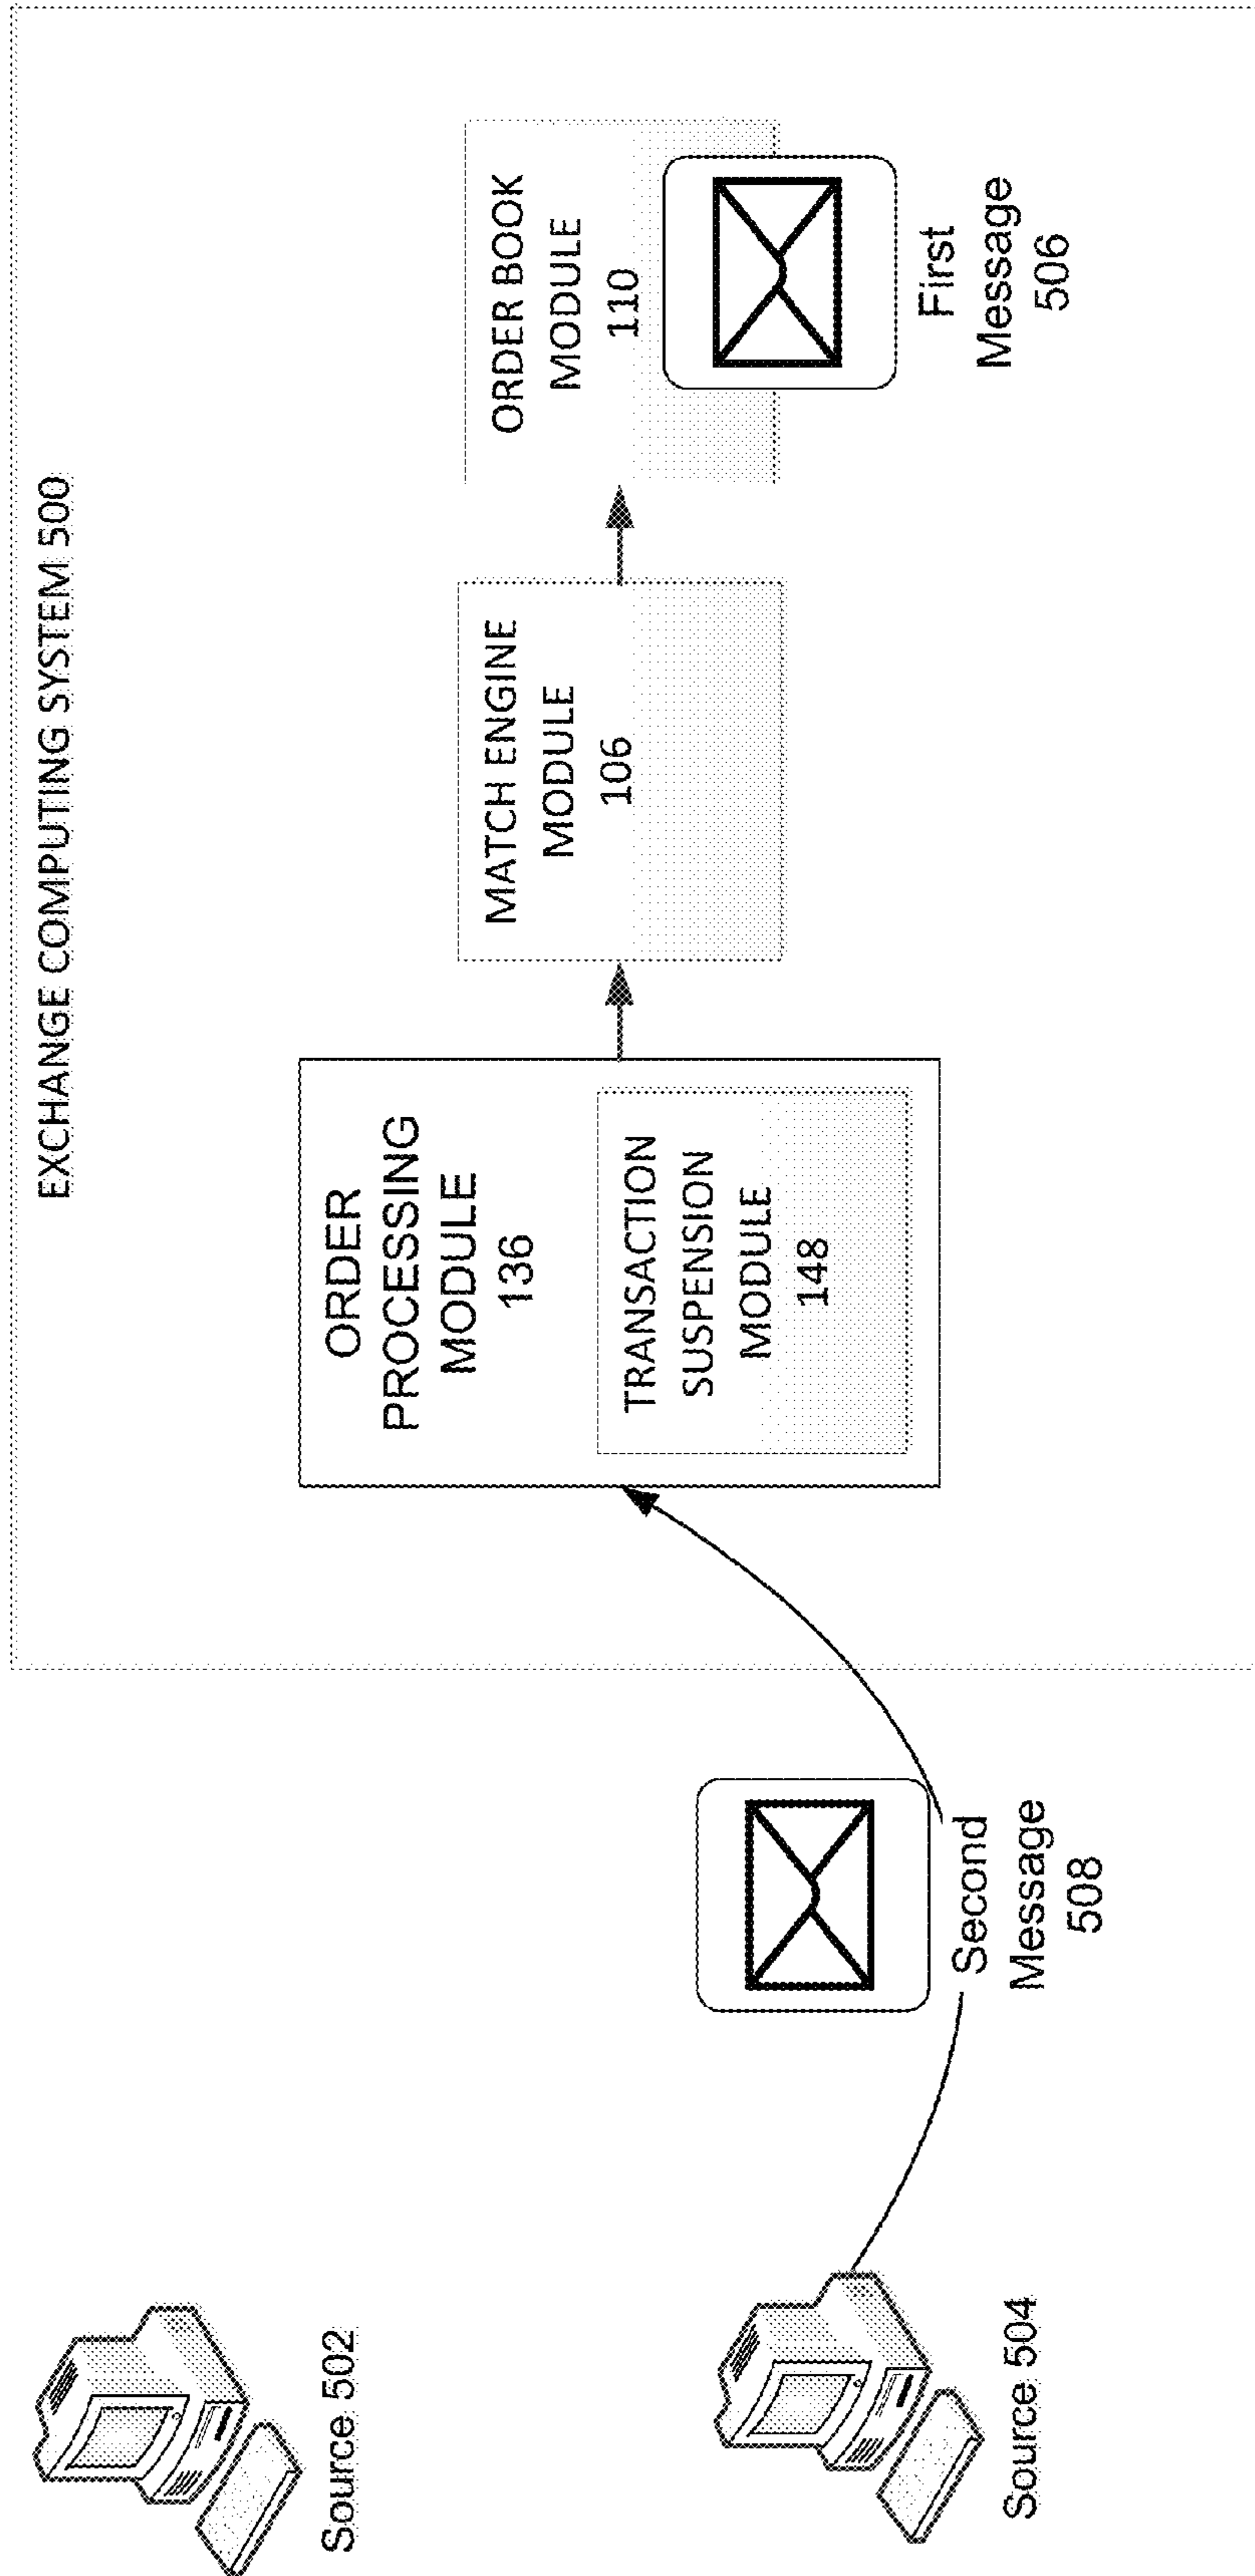 EXCHANGE COMPUTING SYSTEM 500
Source 502
Source 504
Second
Message
508
ORDER
PROCESSING
MODULE
136
TRANSACTION
SUSPENSION
MODULE
148
MATCH ENGINE
MODULE
106
ORDER BOOK
MODULE
110
First
Message
506